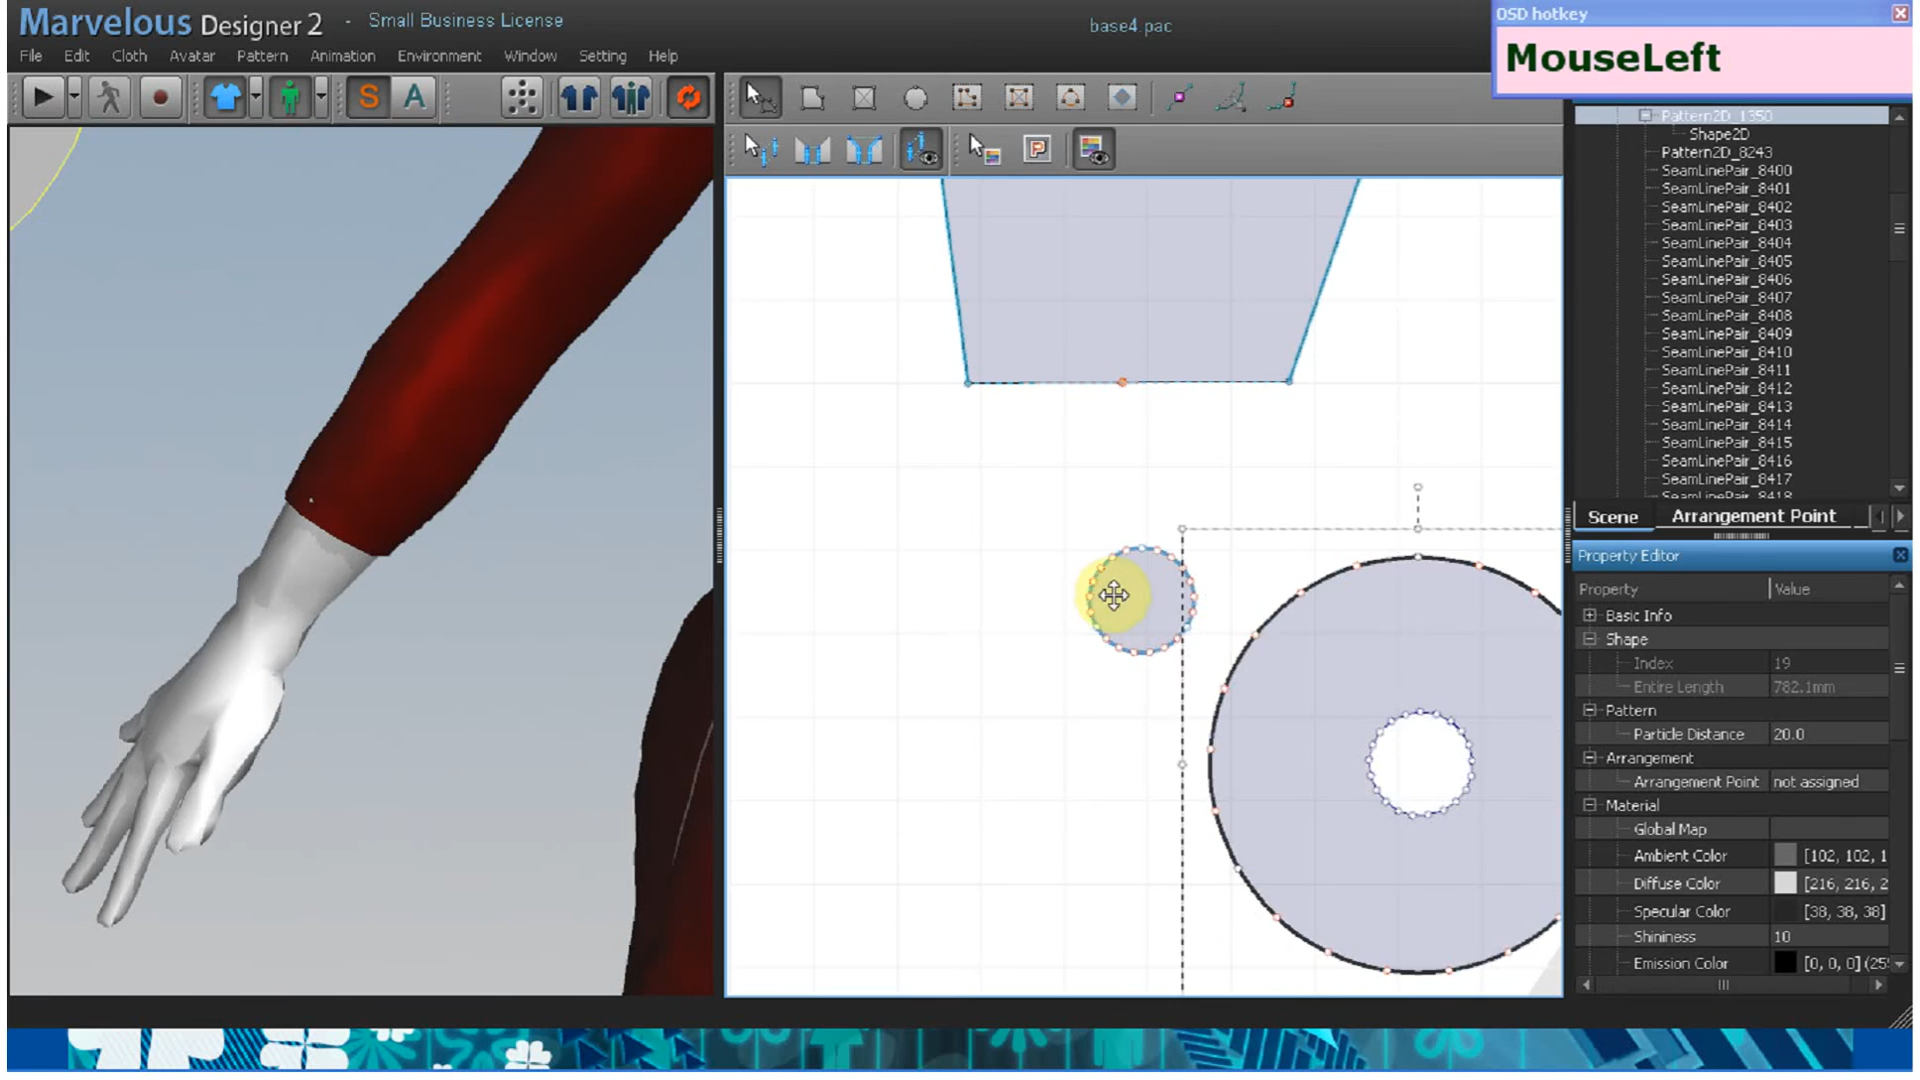 Marvelous Designer 2 - Small Business License
base4.pac
OSD hotkey
MouseLeft
File Edit Cloth Avatar Pattern Animation Environment Window Setting Help
S A
P
Pattern2D_1350
Shape2D
Pattern2D_8243
SeamLinePair_8400
SeamLinePair_8401
SeamLinePair_8402
SeamLinePair_8403
SeamLinePair_8404
SeamLinePair_8405
SeamLinePair_8406
SeamLinePair_8407
SeamLinePair_8408
SeamLinePair_8409
SeamLinePair_8410
SeamLinePair_8411
SeamLinePair_8412
SeamLinePair_8413
SeamLinePair_8414
SeamLinePair_8415
SeamLinePair_8416
SeamLinePair_8417
SeamLinePair_8418
Scene Arrangement Point
Property Editor
Property Value
Basic Info
Shape
Index 19
Entire Length 782.1mm
Pattern
Particle Distance 20.0
Arrangement
Arrangement Point not assigned
Material
Global Map
Ambient Color [102, 102, 1
Diffuse Color [216, 216, 2
Specular Color [38, 38, 38]
Shininess 10
Emission Color [0, 0, 0] (25